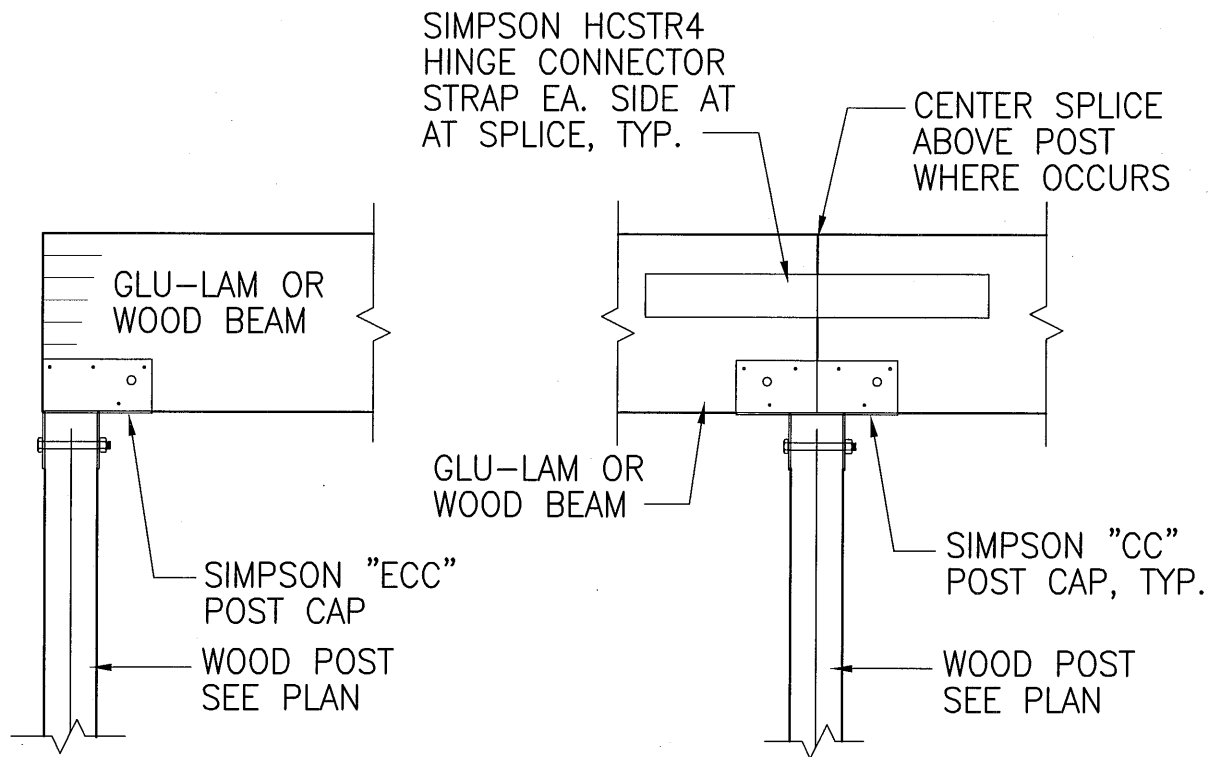 SIMPSON HCSTR4
HINGE CONNECTOR
STRAP EA. SIDE AT
AT SPLICE, TYP.
CENTER SPLICE
ABOVE POST
WHERE OCCURS
GLU-LAM OR
WOOD BEAM
GLU-LAM OR
WOOD BEAM
SIMPSON "ECC"
POST CAP
SIMPSON "CC"
POST CAP, TYP.
WOOD POST
SEE PLAN
WOOD POST
SEE PLAN